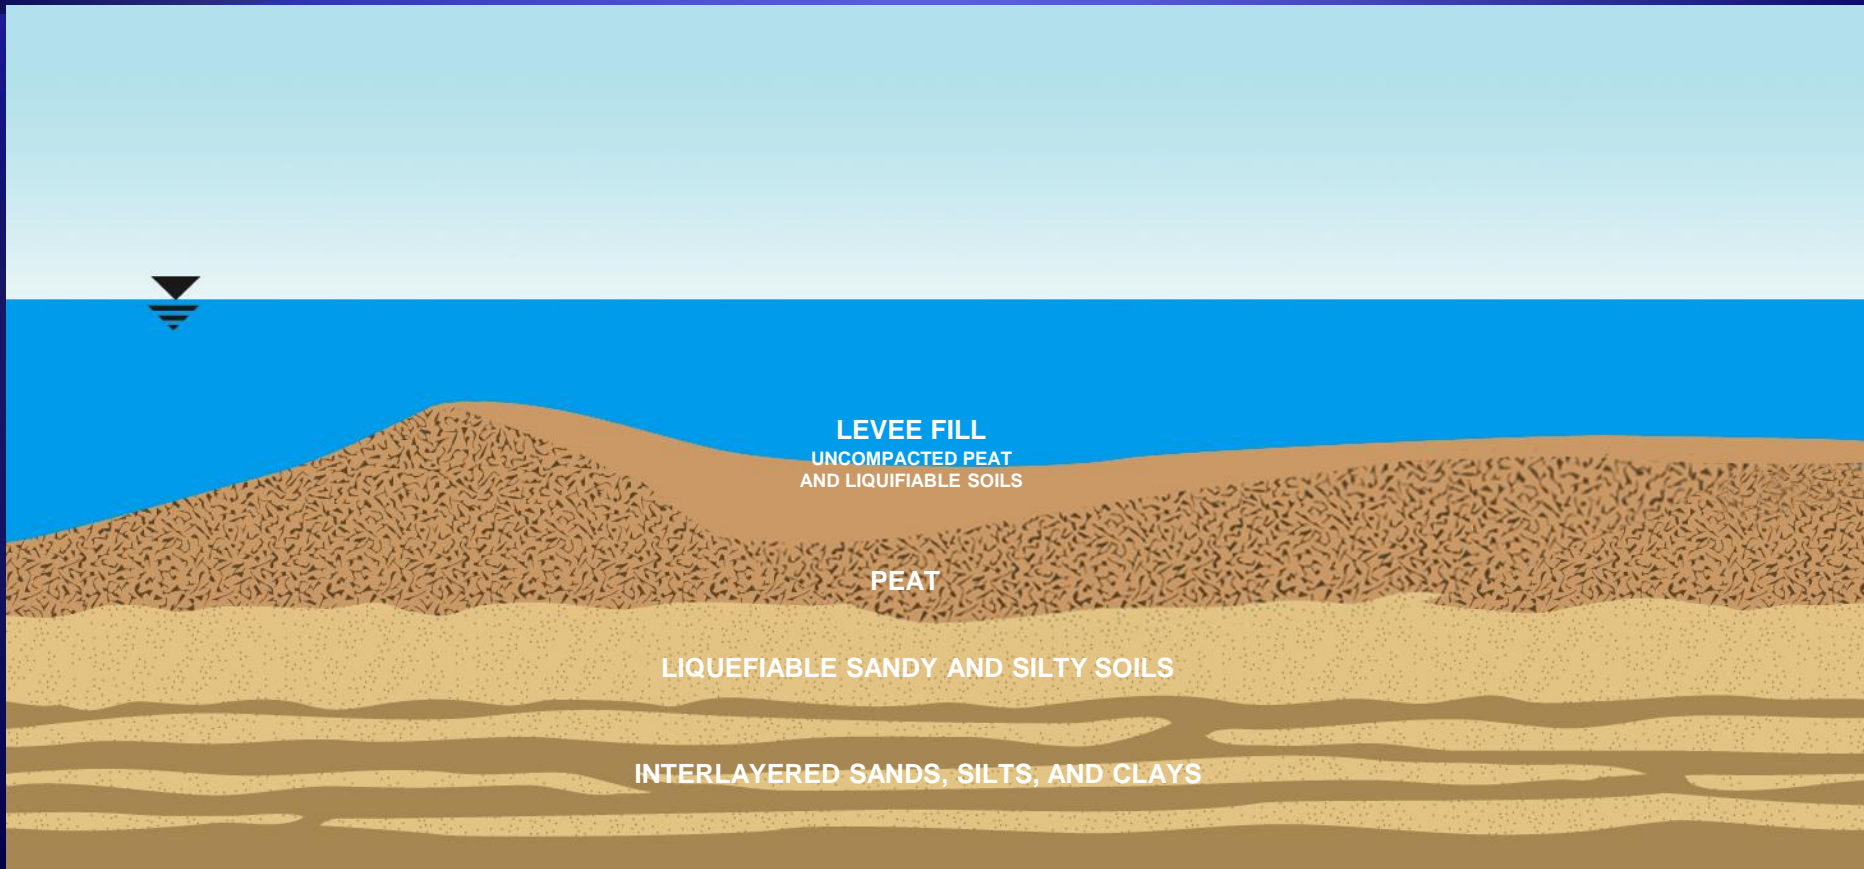 LEVEE FILL
UNCOMPACTED PEAT
AND LIQUIFIABLE SOILS
PEAT
LIQUEFIABLE SANDY AND SILTY SOILS
INTERLAYERED SANDS, SILTS, AND CLAYS